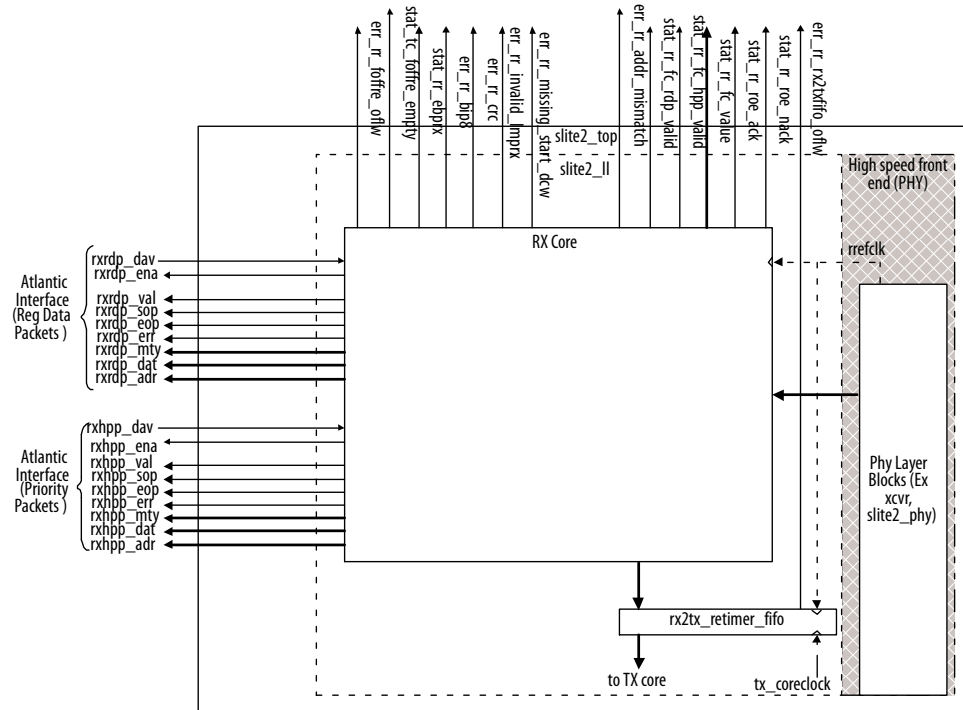 err_rr_foffre_oflw
stat_tc_foffre_empty
stat_rr_ebprx
err_rr_bip8
err_rr_crc
err_rr_invalid_lmprx
err_rr_missing_start_dcw
err_rr_addr_mismatch
stat_rr_fc_rdp_valid
stat_rr_fc_hpp_valid
stat_rr_fc_value
stat_rr_roe_ack
stat_rr_roe_nack
err_rr_rx2txfifo_oflw
slite2_top
slite2_ll
High speed front
end (PHY)
RX Core
rrefclk
Atlantic
Interface
(Reg Data
Packets )
rxrdp_dav
rxrdp_ena
rxrdp_val
rxrdp_sop
rxrdp_eop
rxrdp_err
rxrdp_mty
rxrdp_dat
rxrdp_adr
Atlantic
Interface
(Priority
Packets )
rxhpp_dav
rxhpp_ena
rxhpp_val
rxhpp_sop
rxhpp_eop
rxhpp_err
rxhpp_mty
rxhpp_dat
rxhpp_adr
Phy Layer
Blocks (Ex
xcvr,
slite2_phy)
rx2tx_retimer_fifo
to TX core
tx_coreclock